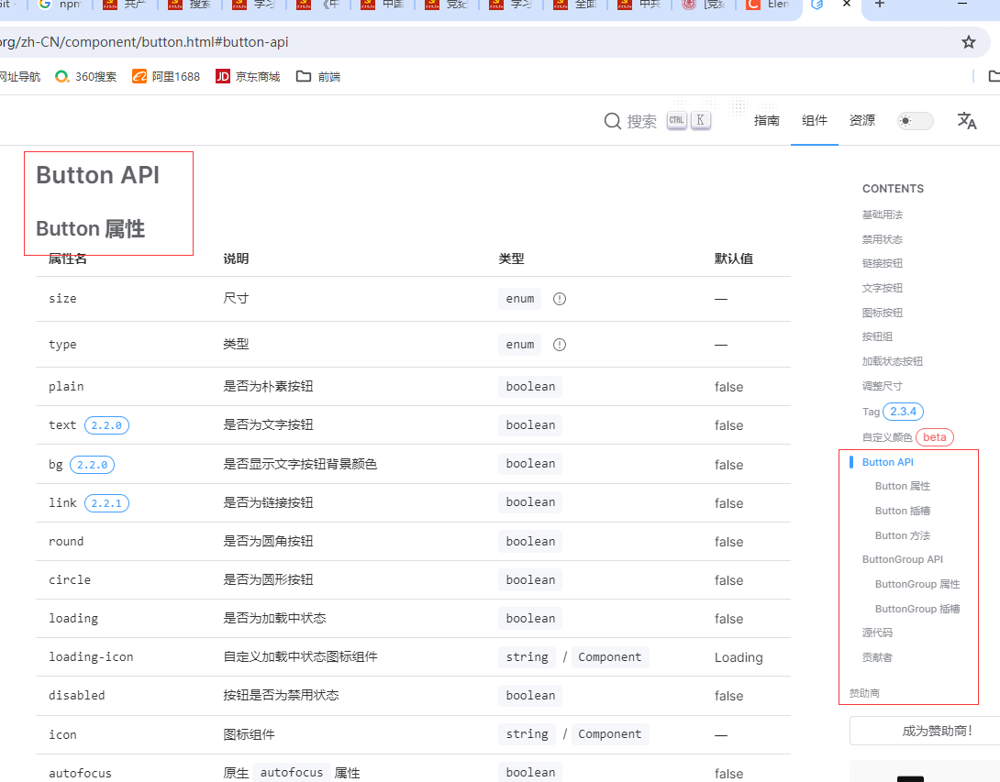 Git -
npm
共产
搜索
学习
《中
中国
党纪
学习
全面
中共
[党纪
Elen
org/zh-CN/component/button.html#button-api
网址导航 360搜索 阿里1688 JD 京东商城 前端
搜索 CTRL K 指南 组件 资源
Button API
Button 属性
属性名 说明 类型 默认值
size 尺寸 enum —
type 类型 enum —
plain 是否为朴素按钮 boolean false
text 2.2.0 是否为文字按钮 boolean false
bg 2.2.0 是否显示文字按钮背景颜色 boolean false
link 2.2.1 是否为链接按钮 boolean false
round 是否为圆角按钮 boolean false
circle 是否为圆形按钮 boolean false
loading 是否为加载中状态 boolean false
loading-icon 自定义加载中状态图标组件 string / Component Loading
disabled 按钮是否为禁用状态 boolean false
icon 图标组件 string / Component —
autofocus 原生 autofocus 属性 boolean false
CONTENTS
基础用法
禁用状态
链接按钮
文字按钮
图标按钮
按钮组
加载状态按钮
调整尺寸
Tag 2.3.4
自定义颜色 beta
Button API
Button 属性
Button 插槽
Button 方法
ButtonGroup API
ButtonGroup 属性
ButtonGroup 插槽
源代码
贡献者
赞助商
成为赞助商!